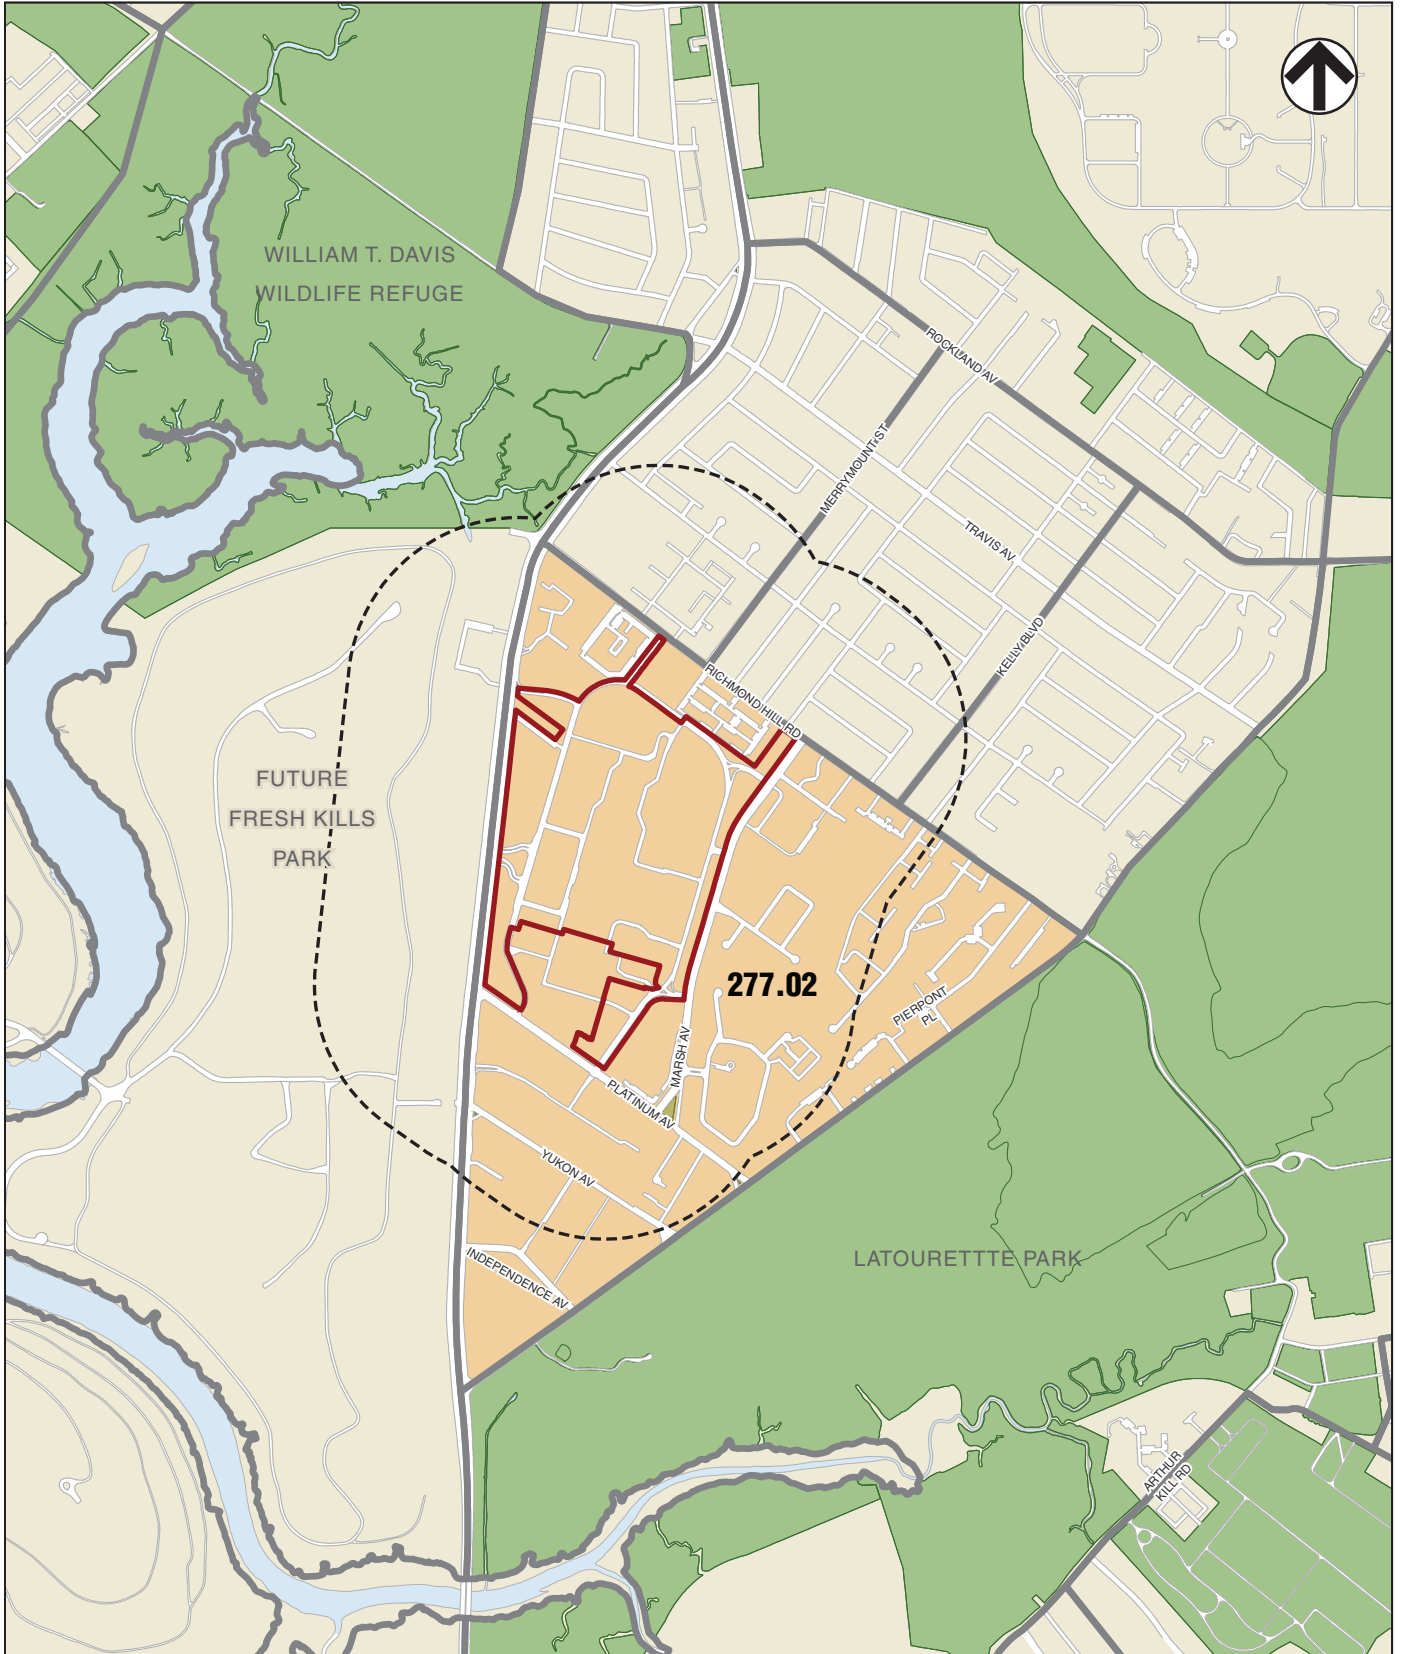 WILLIAM T. DAVIS
WILDLIFE REFUGE
ROCKLAND AV
MERRYMOUNT ST
TRAVIS AV
KELLY BLVD
RICHMOND HILL RD
FUTURE
FRESH KILLS
PARK
277.02
PIERPONT
PL
MARSH AV
PLATINUM AV
YUKON AV
INDEPENDENCE AV
LATOURETTTE PARK
ARTHUR
KILL RD